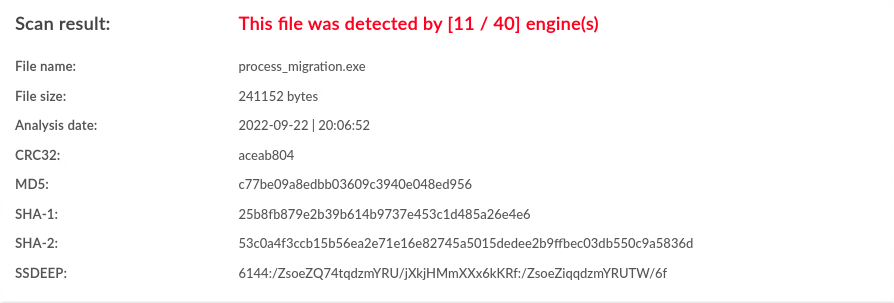 Scan result: This file was detected by [11 / 40] engine(s)
File name: process_migration.exe
File size: 241152 bytes
Analysis date: 2022-09-22 | 20:06:52
CRC32: aceab804
MD5: c77be09a8edbb03609c3940e048ed956
SHA-1: 25b8fb879e2b39b614b9737e453c1d485a26e4e6
SHA-2: 53c0a4f3ccb15b56ea2e71e16e82745a5015dedee2b9ffbec03db550c9a5836d
SSDEEP: 6144:/ZsoeZQ74tqdzmYRU/jXkjHMmXXx6kKRf:/ZsoeZiqqdzmYRUTW/6f